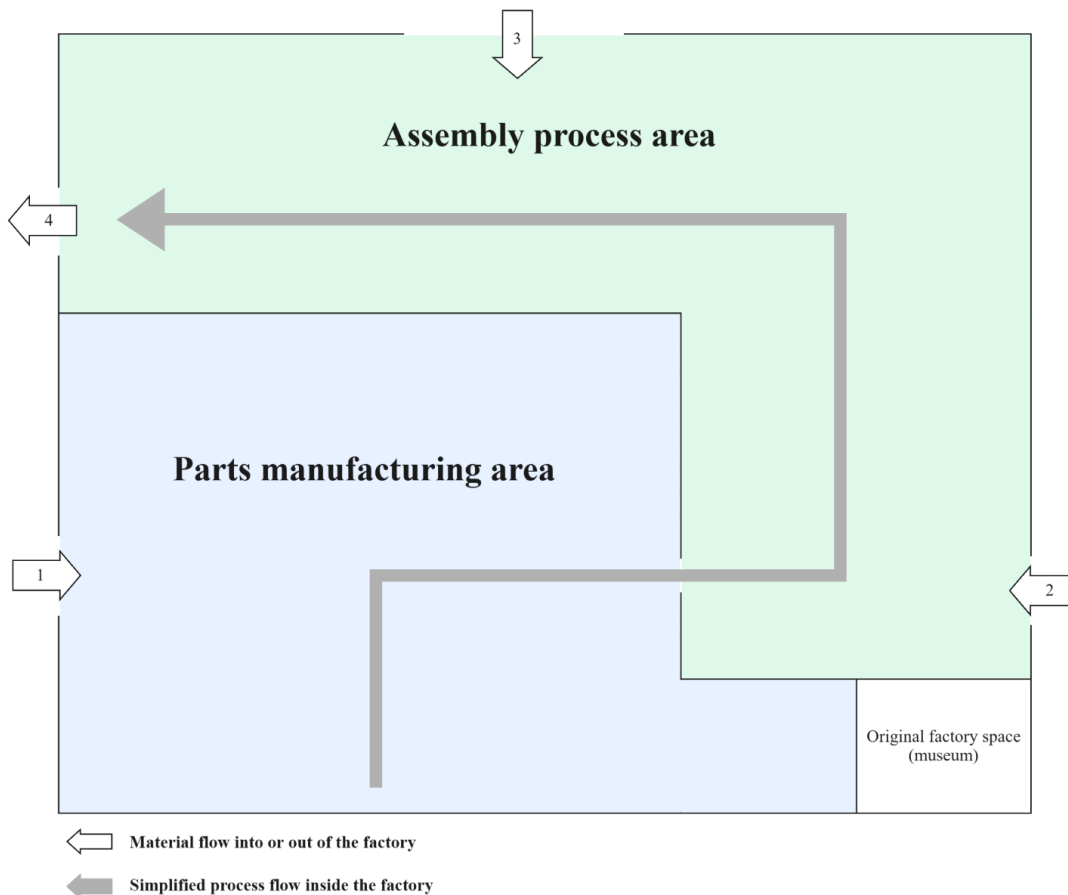 3
Assembly process area
4
Parts manufacturing area
1
2
Original factory space
(museum)
Material flow into or out of the factory
Simplified process flow inside the factory